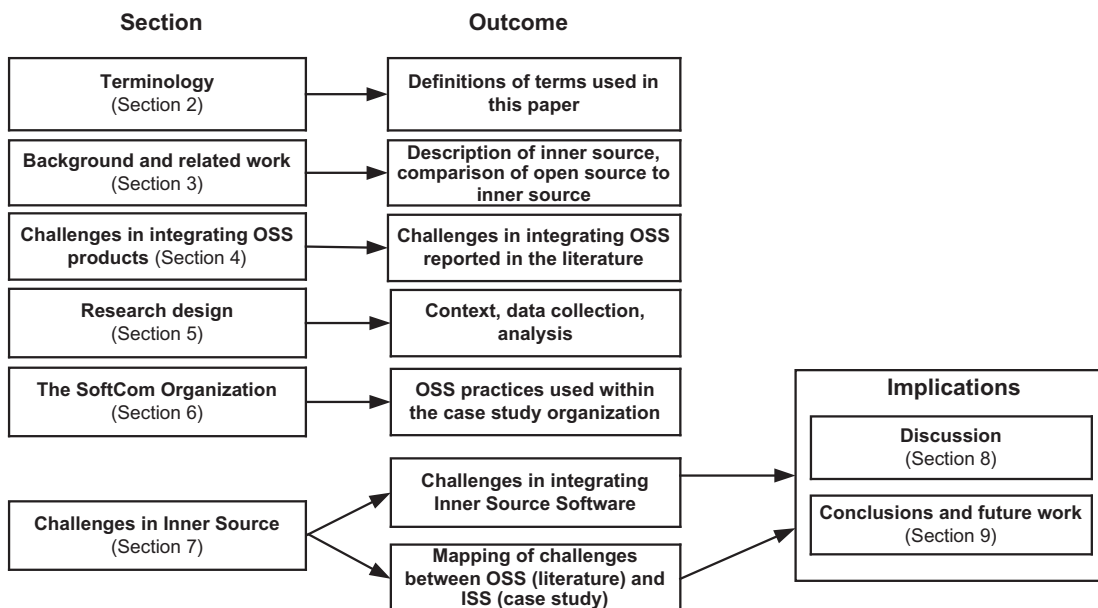 Section
Outcome
Terminology
(Section 2)
Definitions of terms used in
this paper
Background and related work
(Section 3)
Description of inner source,
comparison of open source to
inner source
Challenges in integrating OSS
products (Section 4)
Challenges in integrating OSS
reported in the literature
Research design
(Section 5)
Context, data collection,
analysis
The SoftCom Organization
(Section 6)
OSS practices used within
the case study organization
Challenges in Inner Source
(Section 7)
Challenges in integrating
Inner Source Software
Mapping of challenges
between OSS (literature) and
ISS (case study)
Implications
Discussion
(Section 8)
Conclusions and future work
(Section 9)